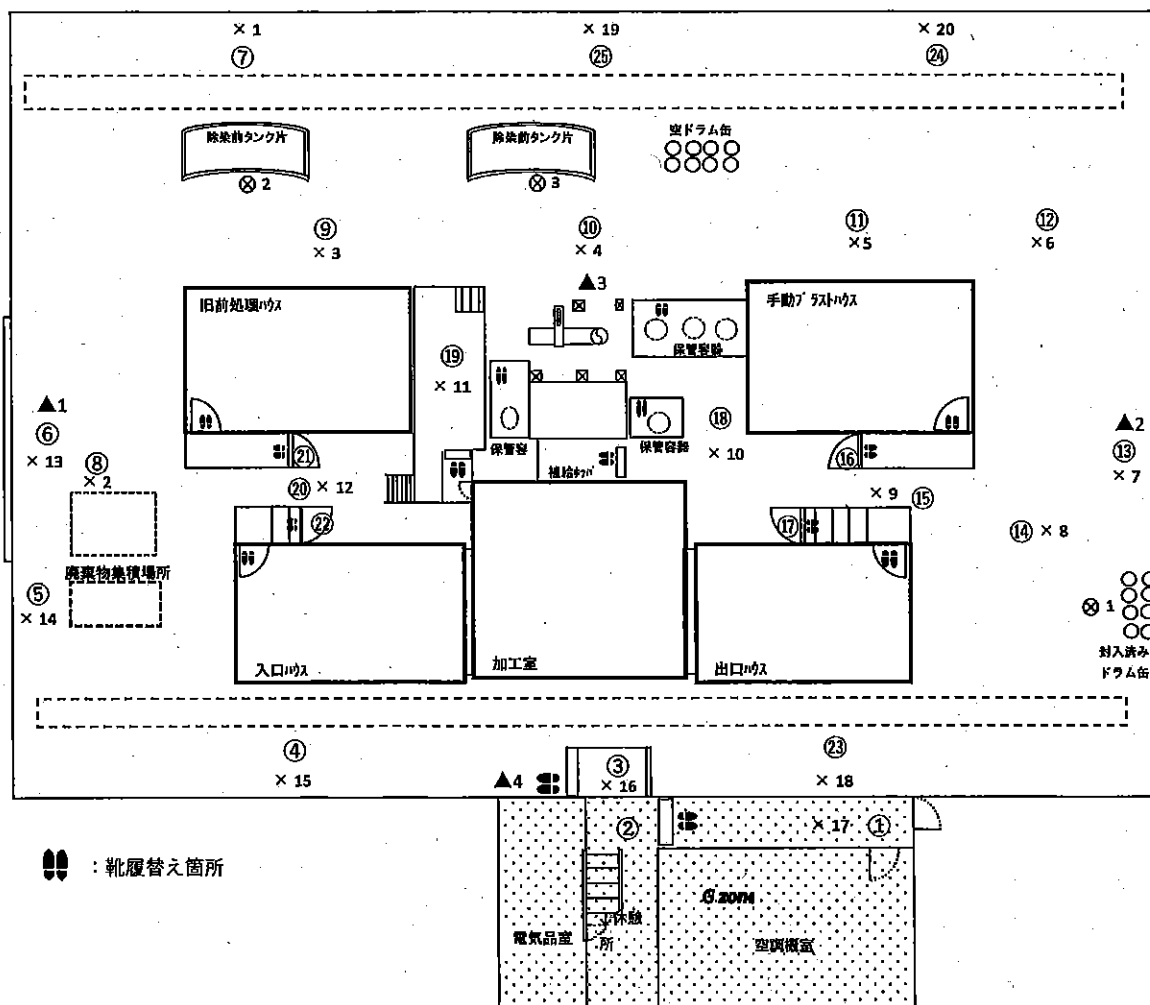 × 1
× 19
× 20
⑦
㉕
㉔
除染前タンク片
除染前タンク片
空ドラム缶
⊗ 2
⊗ 3
⑨
⑩
⑪
⑫
× 3
× 4
×5
× 6
▲3
旧前処理ハウス
手動ブラストハウス
保管容器
⑲
× 11
▲1
⑥
× 13
⑧
× 2
⑱
× 10
▲2
⑬
× 7
保管容
保管容器
㉑
⑯
⑳
× 12
㉒
× 9
⑮
⑰
⑭ × 8
廃棄物集積場所
⑤
× 14
⊗ 1
封入済み
ドラム缶
入口ハウス
加工室
出口ハウス
④
× 15
▲4
③
× 16
㉓
× 18
②
× 17
①
:靴履替え箇所
G zone
電気品室
休憩
所
空調機室